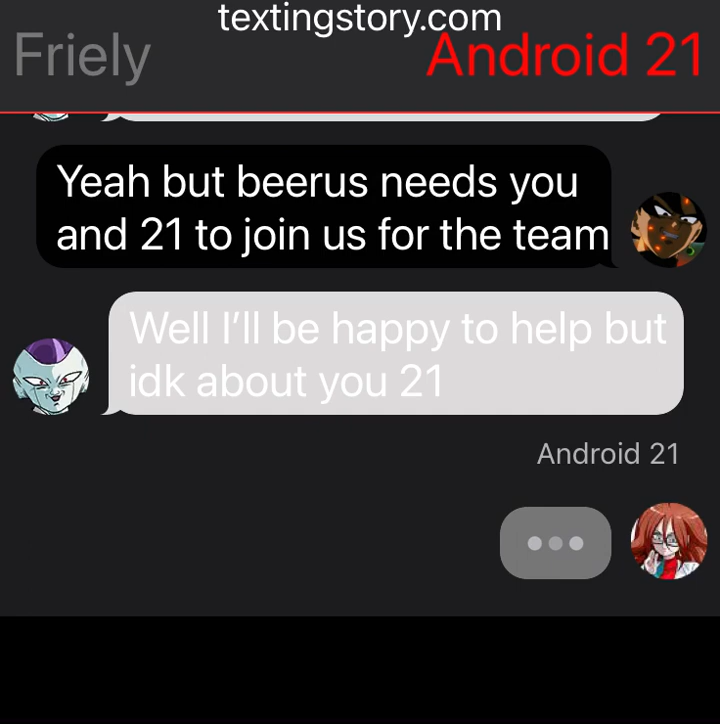 textingstory.com
Friely
Android 21
Yeah but beerus needs you
and 21 to join us for the team
Well I'll be happy to help but
idk about you 21
Android 21